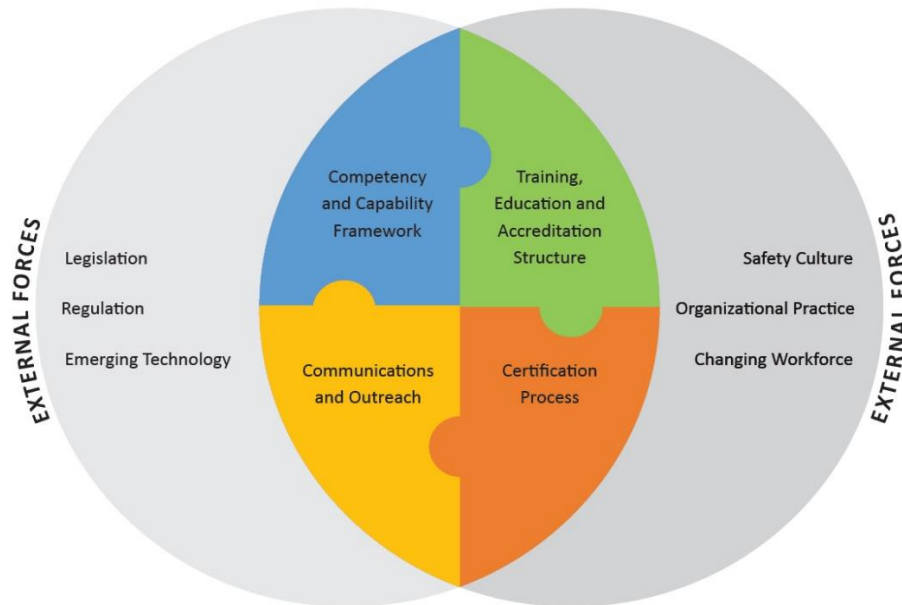 EXTERNAL FORCES
Legislation
Regulation
Emerging Technology
Competency
and Capability
Framework
Training,
Education and
Accreditation
Structure
Communications
and Outreach
Certification
Process
Safety Culture
Organizational Practice
Changing Workforce
EXTERNAL FORCES